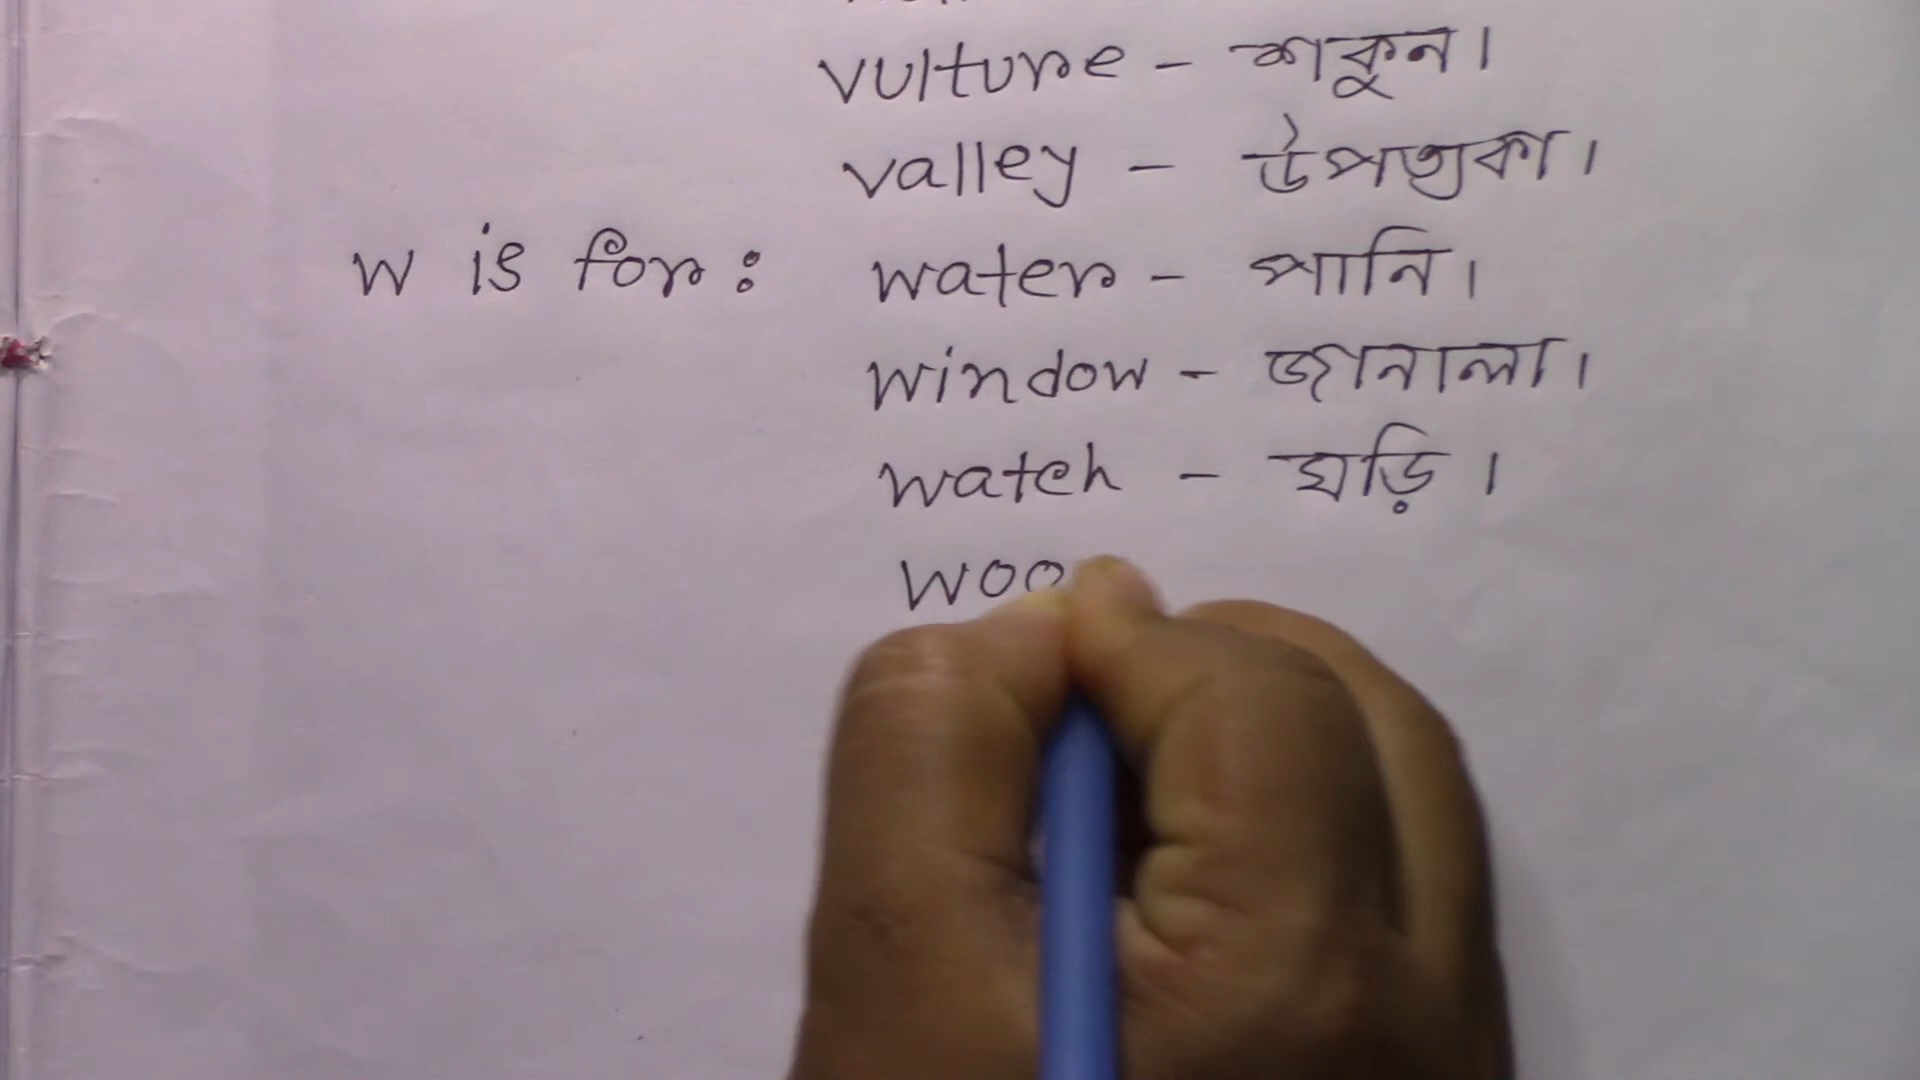 vulture - শকুন।
valley - উপত্যকা।
w is for: water - পানি।
window - জানালা।
watch - ঘড়ি।
woo